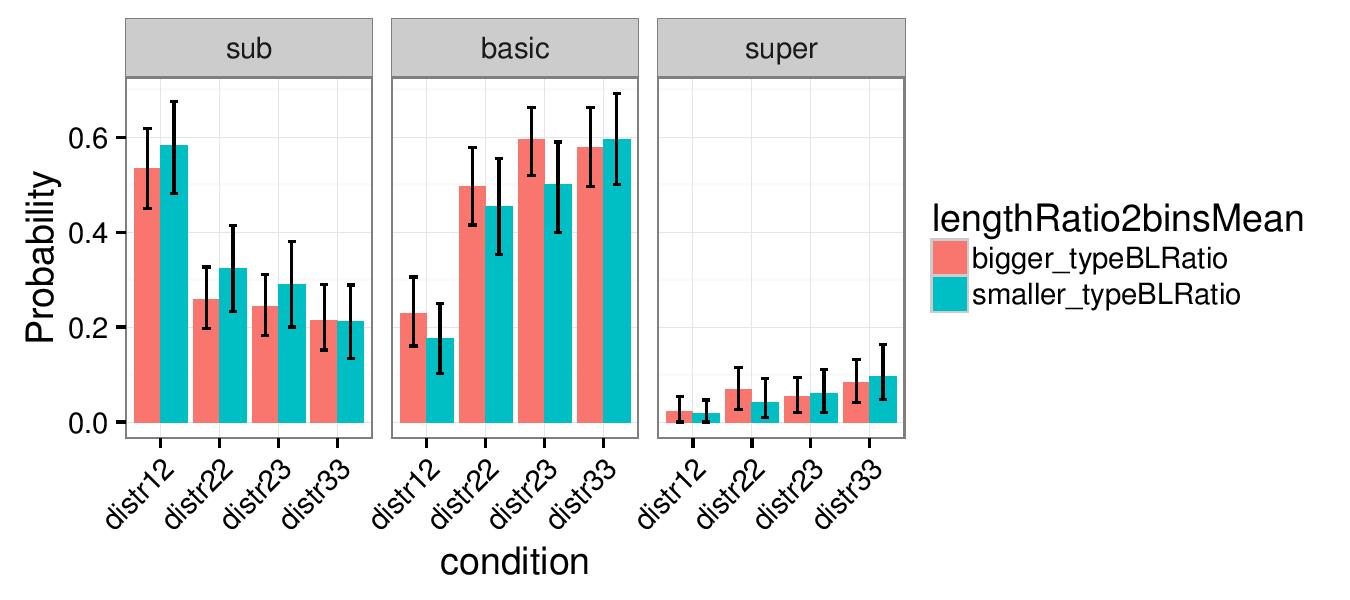 sub basic super
Probability
0.6
0.4
0.2
0.0
distr12 distr22 distr23 distr33 distr12 distr22 distr23 distr33 distr12 distr22 distr23 distr33
condition
lengthRatio2binsMean
bigger_typeBLRatio
smaller_typeBLRatio